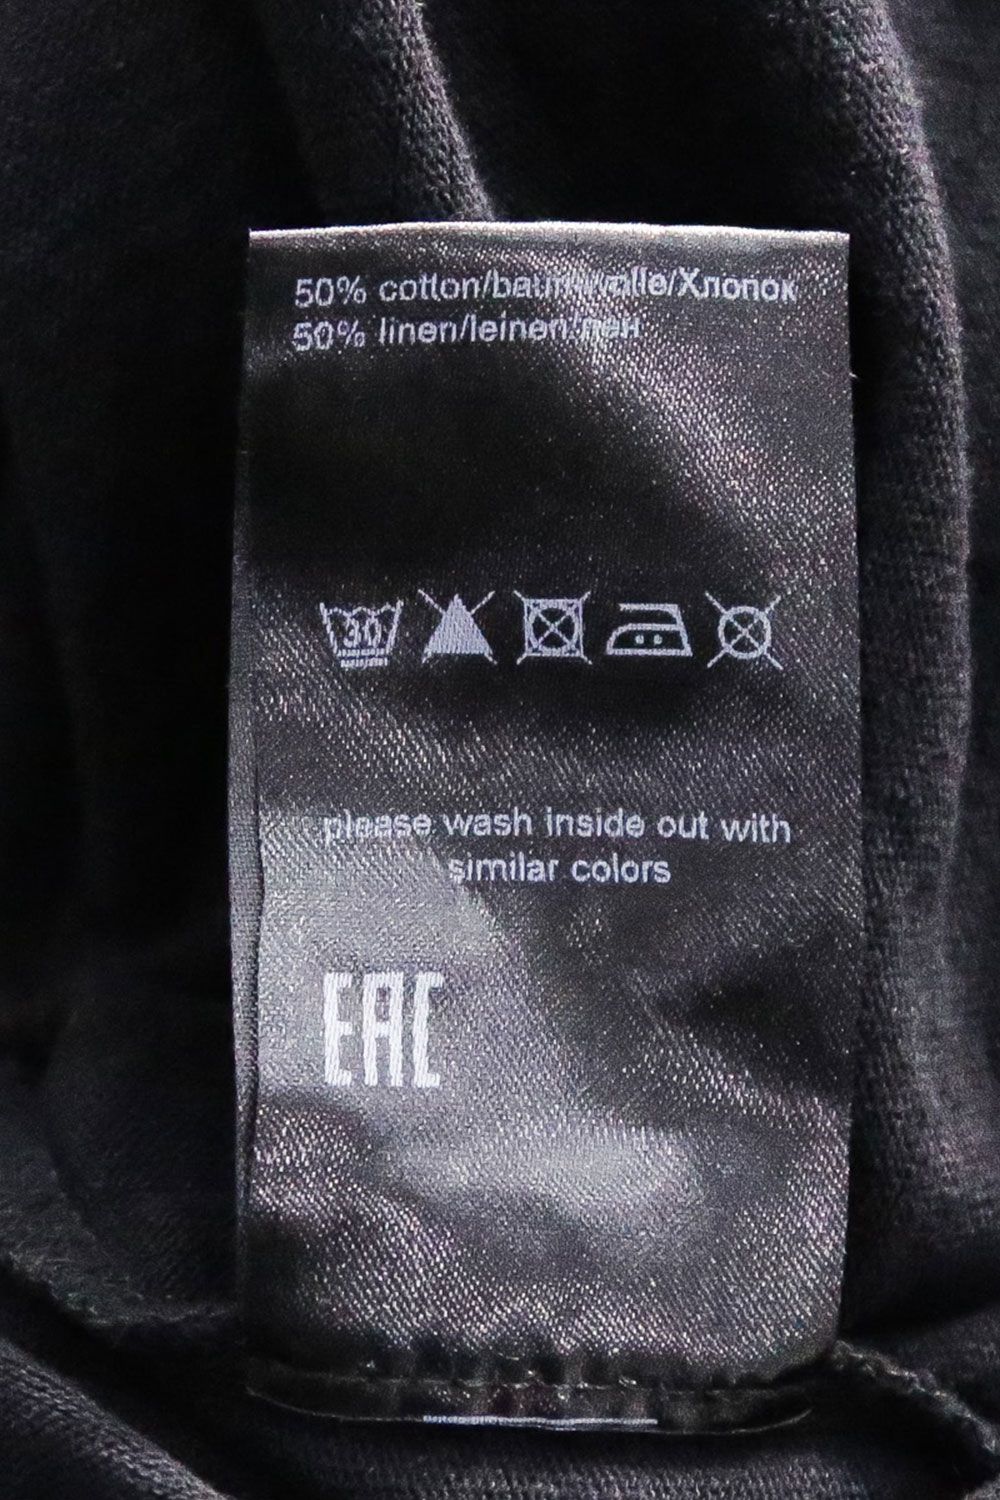 50% cotton/baumwolle/Хлопок
50% linen/leinen/лен
30
please wash inside out with
similar colors
EAC